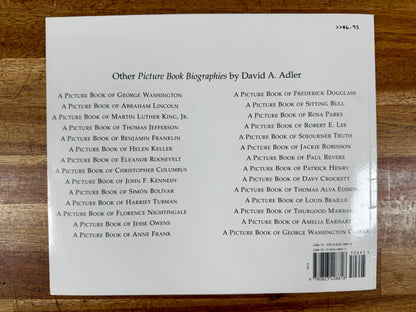 >>$6.95
Other Picture Book Biographies by David A. Adler
A Picture Book of George Washington
A Picture Book of Abraham Lincoln
A Picture Book of Martin Luther King, Jr.
A Picture Book of Thomas Jefferson
A Picture Book of Benjamin Franklin
A Picture Book of Helen Keller
A Picture Book of Eleanor Roosevelt
A Picture Book of Christopher Columbus
A Picture Book of John F. Kennedy
A Picture Book of Simon Bolívar
A Picture Book of Harriet Tubman
A Picture Book of Florence Nightingale
A Picture Book of Jesse Owens
A Picture Book of Anne Frank
A Picture Book of Frederick Douglass
A Picture Book of Sitting Bull
A Picture Book of Rosa Parks
A Picture Book of Robert E. Lee
A Picture Book of Sojourner Truth
A Picture Book of Jackie Robinson
A Picture Book of Paul Revere
A Picture Book of Patrick Henry
A Picture Book of Davy Crockett
A Picture Book of Thomas Alva Edison
A Picture Book of Louis Braille
A Picture Book of Thurgood Marshall
A Picture Book of Amelia Earhart
A Picture Book of George Washington Carver
50695